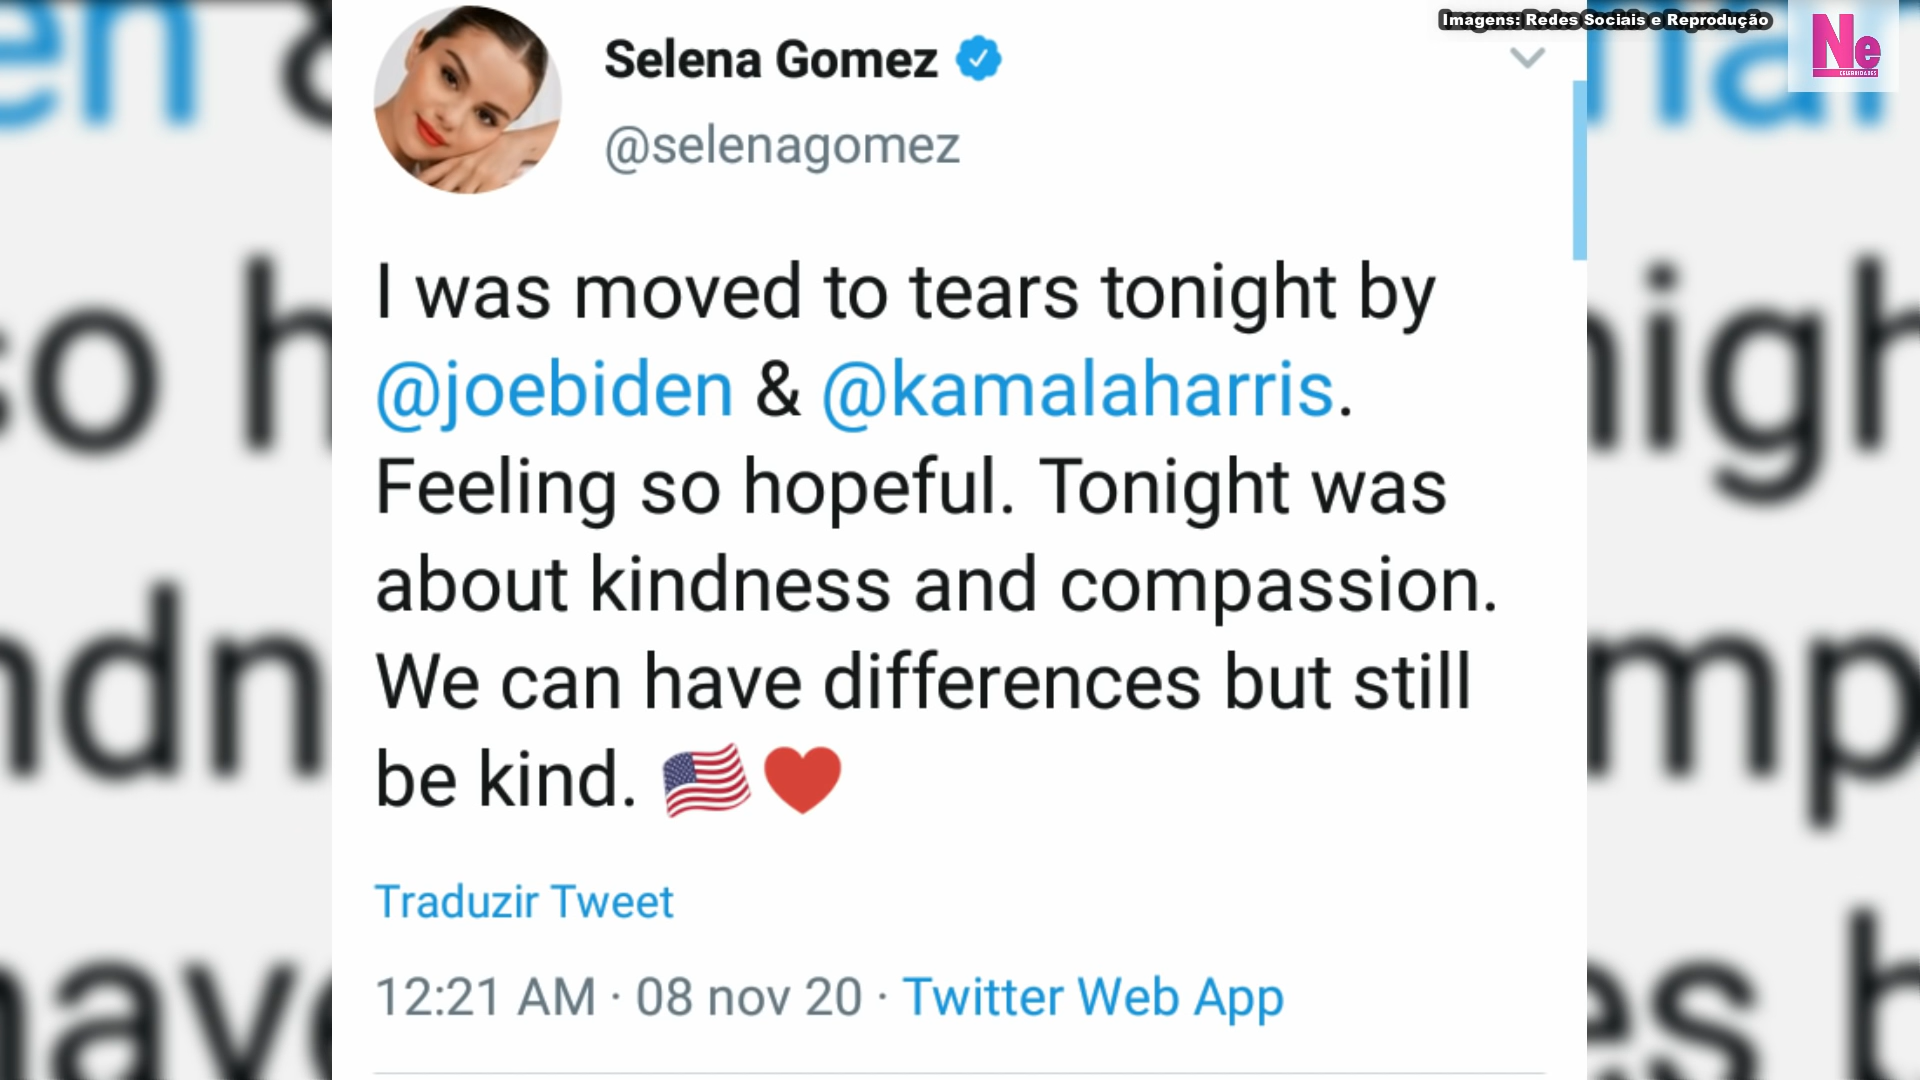 Imagens: Redes Sociais e Reprodução
Ne
CELEBRIDADES
Selena Gomez
@selenagomez
I was moved to tears tonight by
@joebiden & @kamalaharris.
Feeling so hopeful. Tonight was
about kindness and compassion.
We can have differences but still
be kind. 🇺🇸❤️
Traduzir Tweet
12:21 AM · 08 nov 20 · Twitter Web App